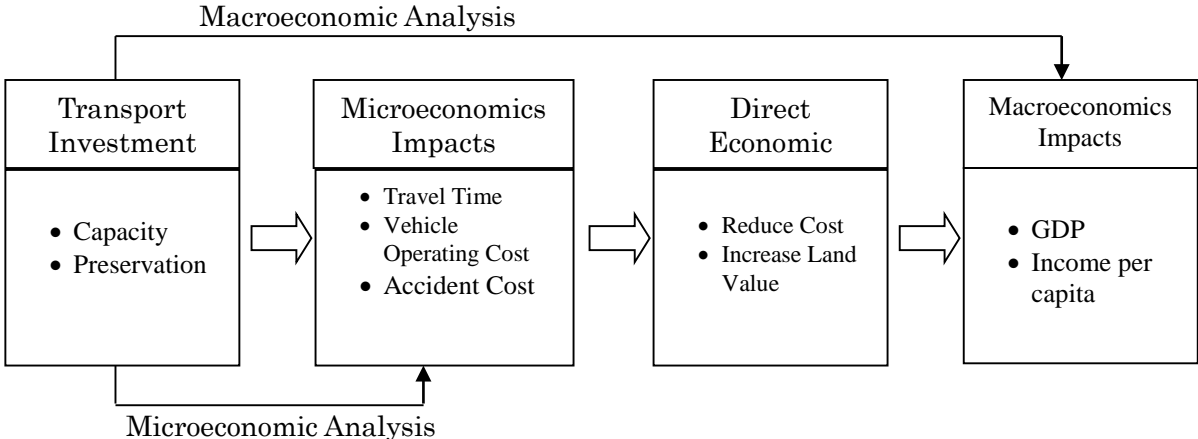 Macroeconomic Analysis
Transport
Investment
• Capacity
• Preservation
Microeconomics
Impacts
• Travel Time
• Vehicle
Operating Cost
• Accident Cost
Direct
Economic
• Reduce Cost
• Increase Land
Value
Macroeconomics
Impacts
• GDP
• Income per
capita
Microeconomic Analysis